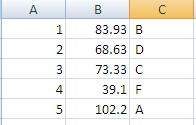 A B C
1 83.93 B
2 68.63 D
3 73.33 C
4 39.1 F
5 102.2 A